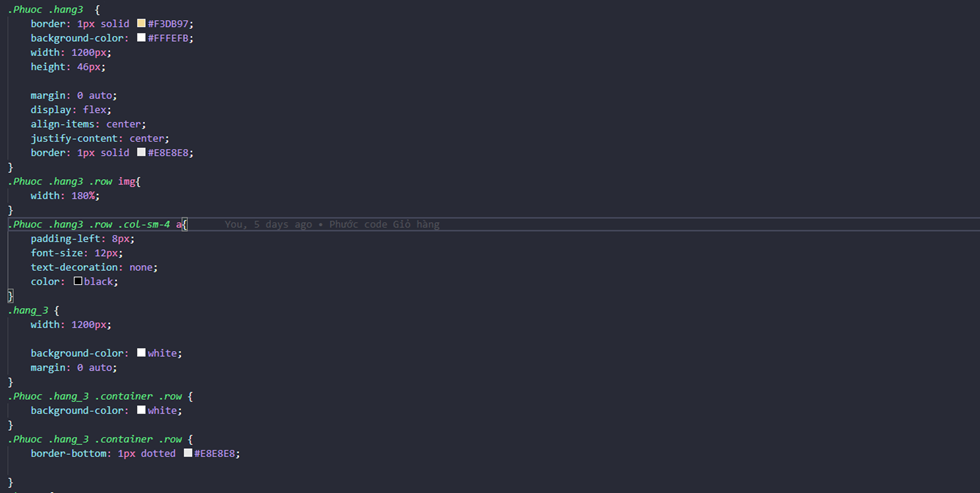 .Phuoc .hang3  {
    border: 1px solid #F3DB97;
    background-color: #FFFEFB;
    width: 1200px;
    height: 46px;

    margin: 0 auto;
    display: flex;
    align-items: center;
    justify-content: center;
    border: 1px solid #E8E8E8;
}
.Phuoc .hang3 .row img{
    width: 180%;
}
.Phuoc .hang3 .row .col-sm-4 a{ You, 5 days ago • Phước code Giỏ hàng
    padding-left: 8px;
    font-size: 12px;
    text-decoration: none;
    color: black;
}
.hang_3 {
    width: 1200px;

    background-color: white;
    margin: 0 auto;
}
.Phuoc .hang_3 .container .row {
    background-color: white;
}
.Phuoc .hang_3 .container .row {
    border-bottom: 1px dotted #E8E8E8;

}